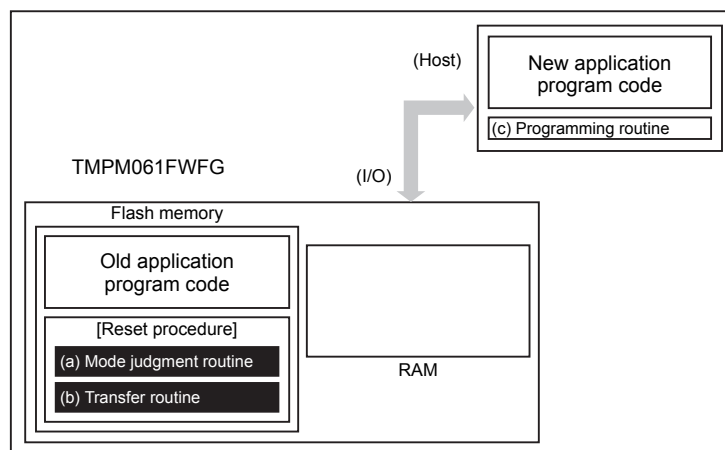 (Host)
New application
program code
(c) Programming routine
TMPM061FWFG
(I/O)
Flash memory
Old application
program code
[Reset procedure]
(a) Mode judgment routine
(b) Transfer routine
RAM